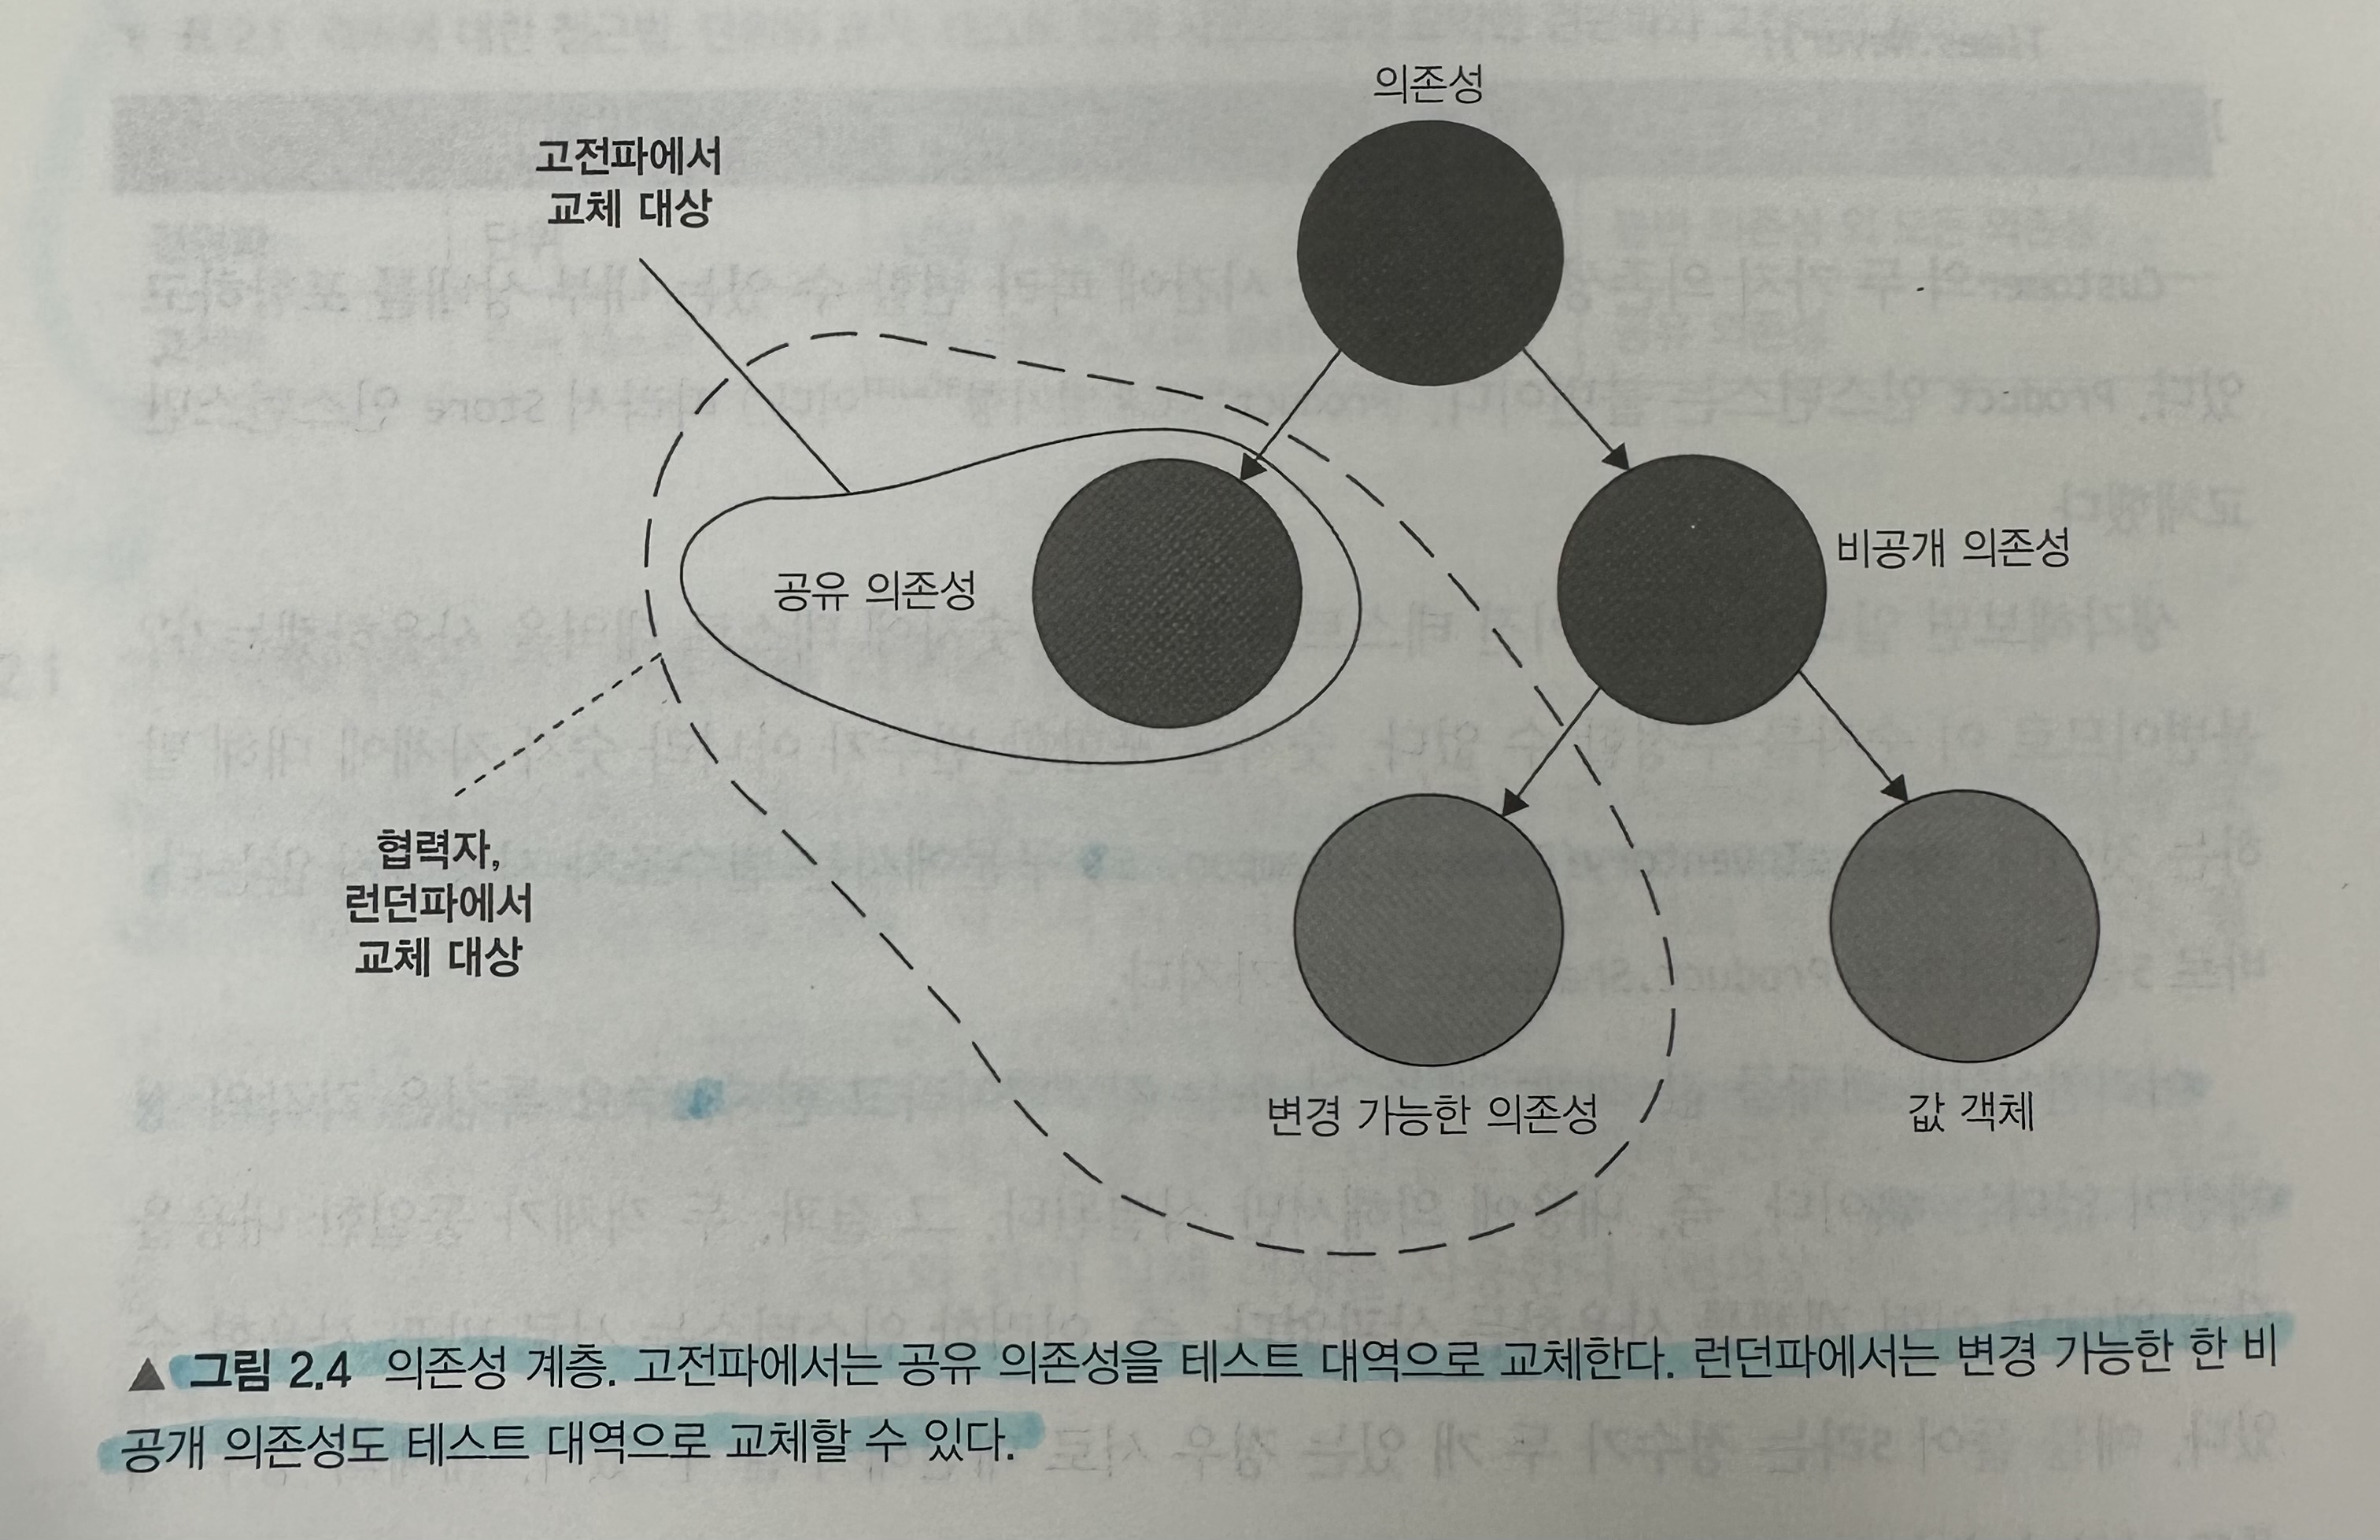 의존성
고전파에서
교체 대상
공유 의존성
비공개 의존성
협력자,
런던파에서
교체 대상
변경 가능한 의존성
값 객체
▲ 그림 2.4 의존성 계층. 고전파에서는 공유 의존성을 테스트 대역으로 교체한다. 런던파에서는 변경 가능한 한 비
공개 의존성도 테스트 대역으로 교체할 수 있다.